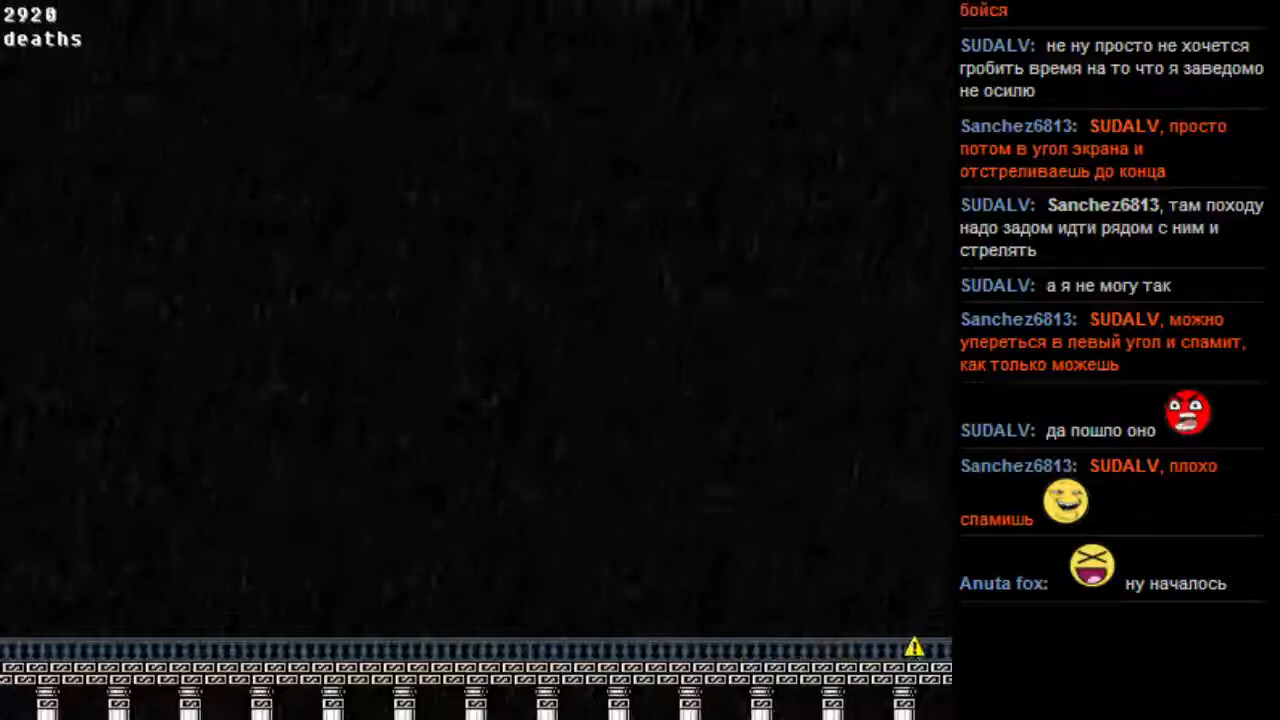 2920
deaths
бойся
SUDALV: не ну просто не хочется
гробить время на то что я заведомо
не осилю
Sanchez6813: SUDALV, просто
потом в угол экрана и
отстреливаешь до конца
SUDALV: Sanchez6813, там походу
надо задом идти рядом с ним и
стрелять
SUDALV: а я не могу так
Sanchez6813: SUDALV, можно
упереться в левый угол и спамит,
как только можешь
SUDALV: да пошло оно
Sanchez6813: SUDALV, плохо
спамишь
Anuta fox: ну началось